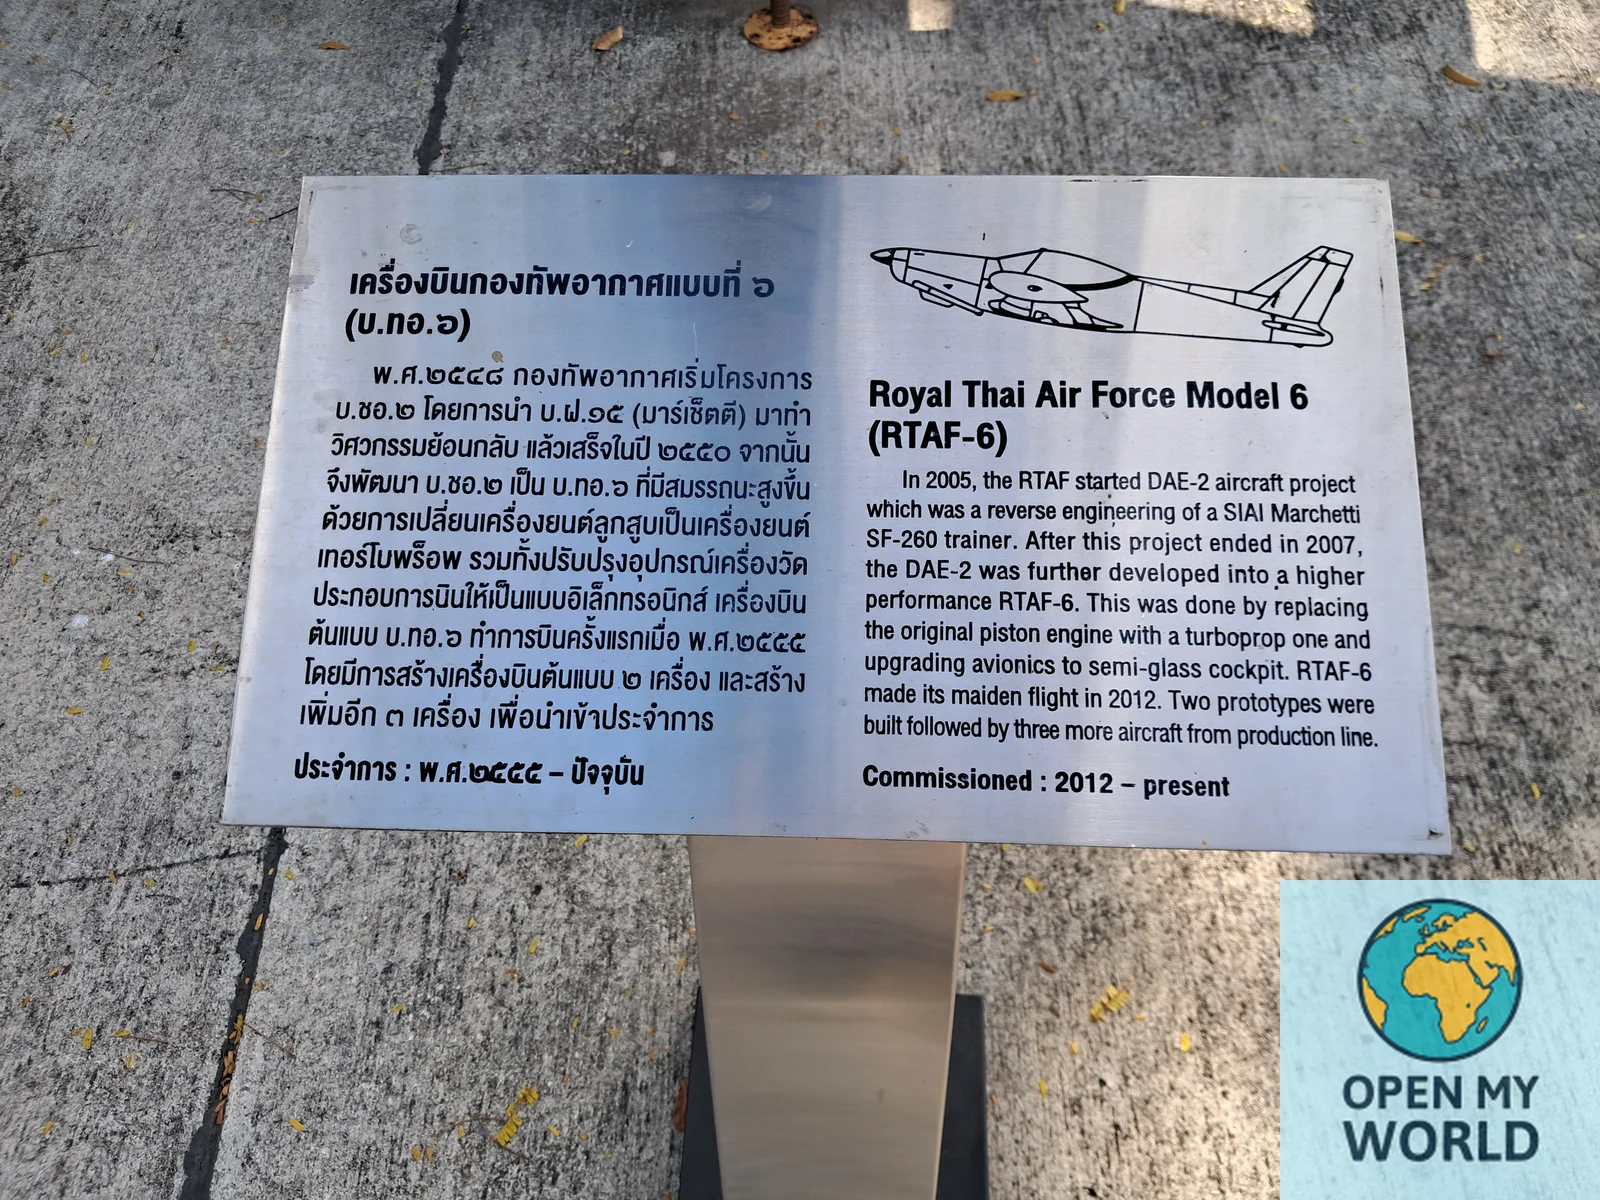 เครื่องบินกองทัพอากาศแบบที่ ๖
(บ.ทอ.๖)
พ.ศ.๒๕๔๘ กองทัพอากาศเริ่มโครงการ
บ.ชอ.๒ โดยการนำ บ.ฝ.๑๕ (มาร์เช็ตตี) มาทำ
วิศวกรรมย้อนกลับ แล้วเสร็จในปี ๒๕๕๐ จากนั้น
จึงพัฒนา บ.ชอ.๒ เป็น บ.ทอ.๖ ที่มีสมรรถนะสูงขึ้น
ด้วยการเปลี่ยนเครื่องยนต์ลูกสูบเป็นเครื่องยนต์
เทอร์โบพร็อพ รวมทั้งปรับปรุงอุปกรณ์เครื่องวัด
ประกอบการบินให้เป็นแบบอิเล็กทรอนิกส์ เครื่องบิน
ต้นแบบ บ.ทอ.๖ ทำการบินครั้งแรกเมื่อ พ.ศ.๒๕๕๕
โดยมีการสร้างเครื่องบินต้นแบบ ๒ เครื่อง และสร้าง
เพิ่มอีก ๓ เครื่อง เพื่อนำเข้าประจำการ
ประจำการ : พ.ศ.๒๕๕๕ – ปัจจุบัน
Royal Thai Air Force Model 6
(RTAF-6)
In 2005, the RTAF started DAE-2 aircraft project
which was a reverse engineering of a SIAI Marchetti
SF-260 trainer. After this project ended in 2007,
the DAE-2 was further developed into a higher
performance RTAF-6. This was done by replacing
the original piston engine with a turboprop one and
upgrading avionics to semi-glass cockpit. RTAF-6
made its maiden flight in 2012. Two prototypes were
built followed by three more aircraft from production line.
Commissioned : 2012 – present
OPEN MY
WORLD